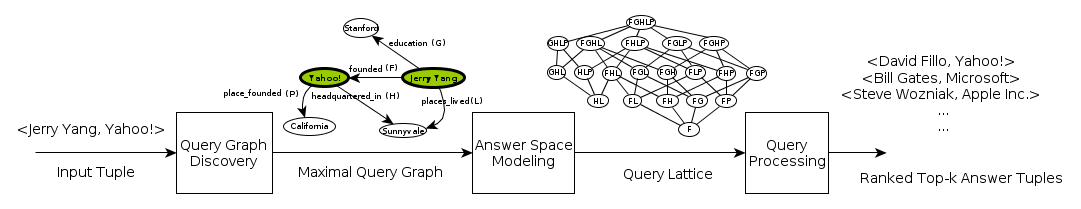 <Jerry Yang, Yahoo!>
Input Tuple
Query Graph
Discovery
Stanford
education (G)
founded (F)
Yahoo!
Jerry Yang
place_founded (P)
headquartered_in (H)
places_lived(L)
California
Sunnyvale
Maximal Query Graph
Answer Space
Modeling
FGHLP
GHLP FGHL FHLP FGLP FGHP
GHL HLP FHL FGL FGH FLP FHP FGP
HL FL FH FG FP
F
Query Lattice
Query
Processing
<David Fillo, Yahoo!>
<Bill Gates, Microsoft>
<Steve Wozniak, Apple Inc.>
...
...
Ranked Top-k Answer Tuples